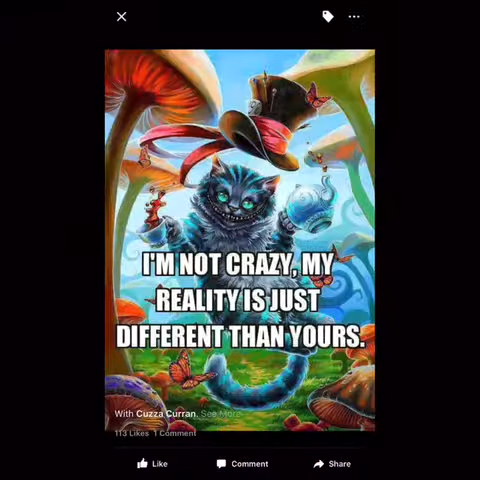 I'M NOT CRAZY, MY
REALITY IS JUST
DIFFERENT THAN YOURS.
With Cuzza Curran. See More
113 Likes 1 Comment
Like Comment Share